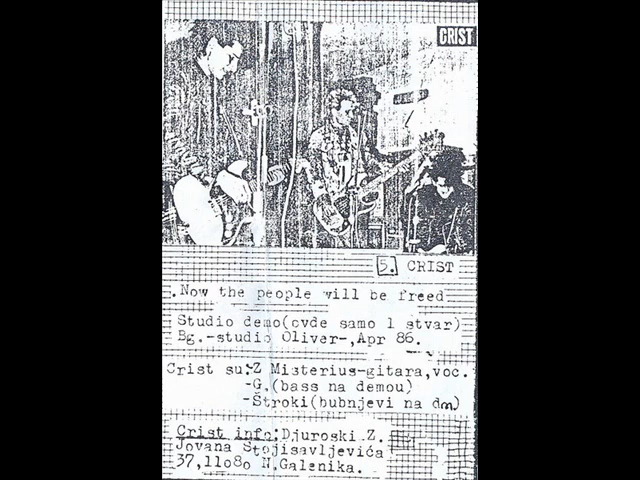 CRIST
5. CRIST
.Now the people will be freed
Studio demo(ovde samo 1 stvar)
Bg.-studio Oliver-,Apr 86.
Crist su:Z Misterius-gitara,voc.
-G.(bass na demou)
-Štroki(bubnjevi na dm)
Crist info:Djuroski Z.
Jovana Stojisavljevića
37,11080 N.Galenika.